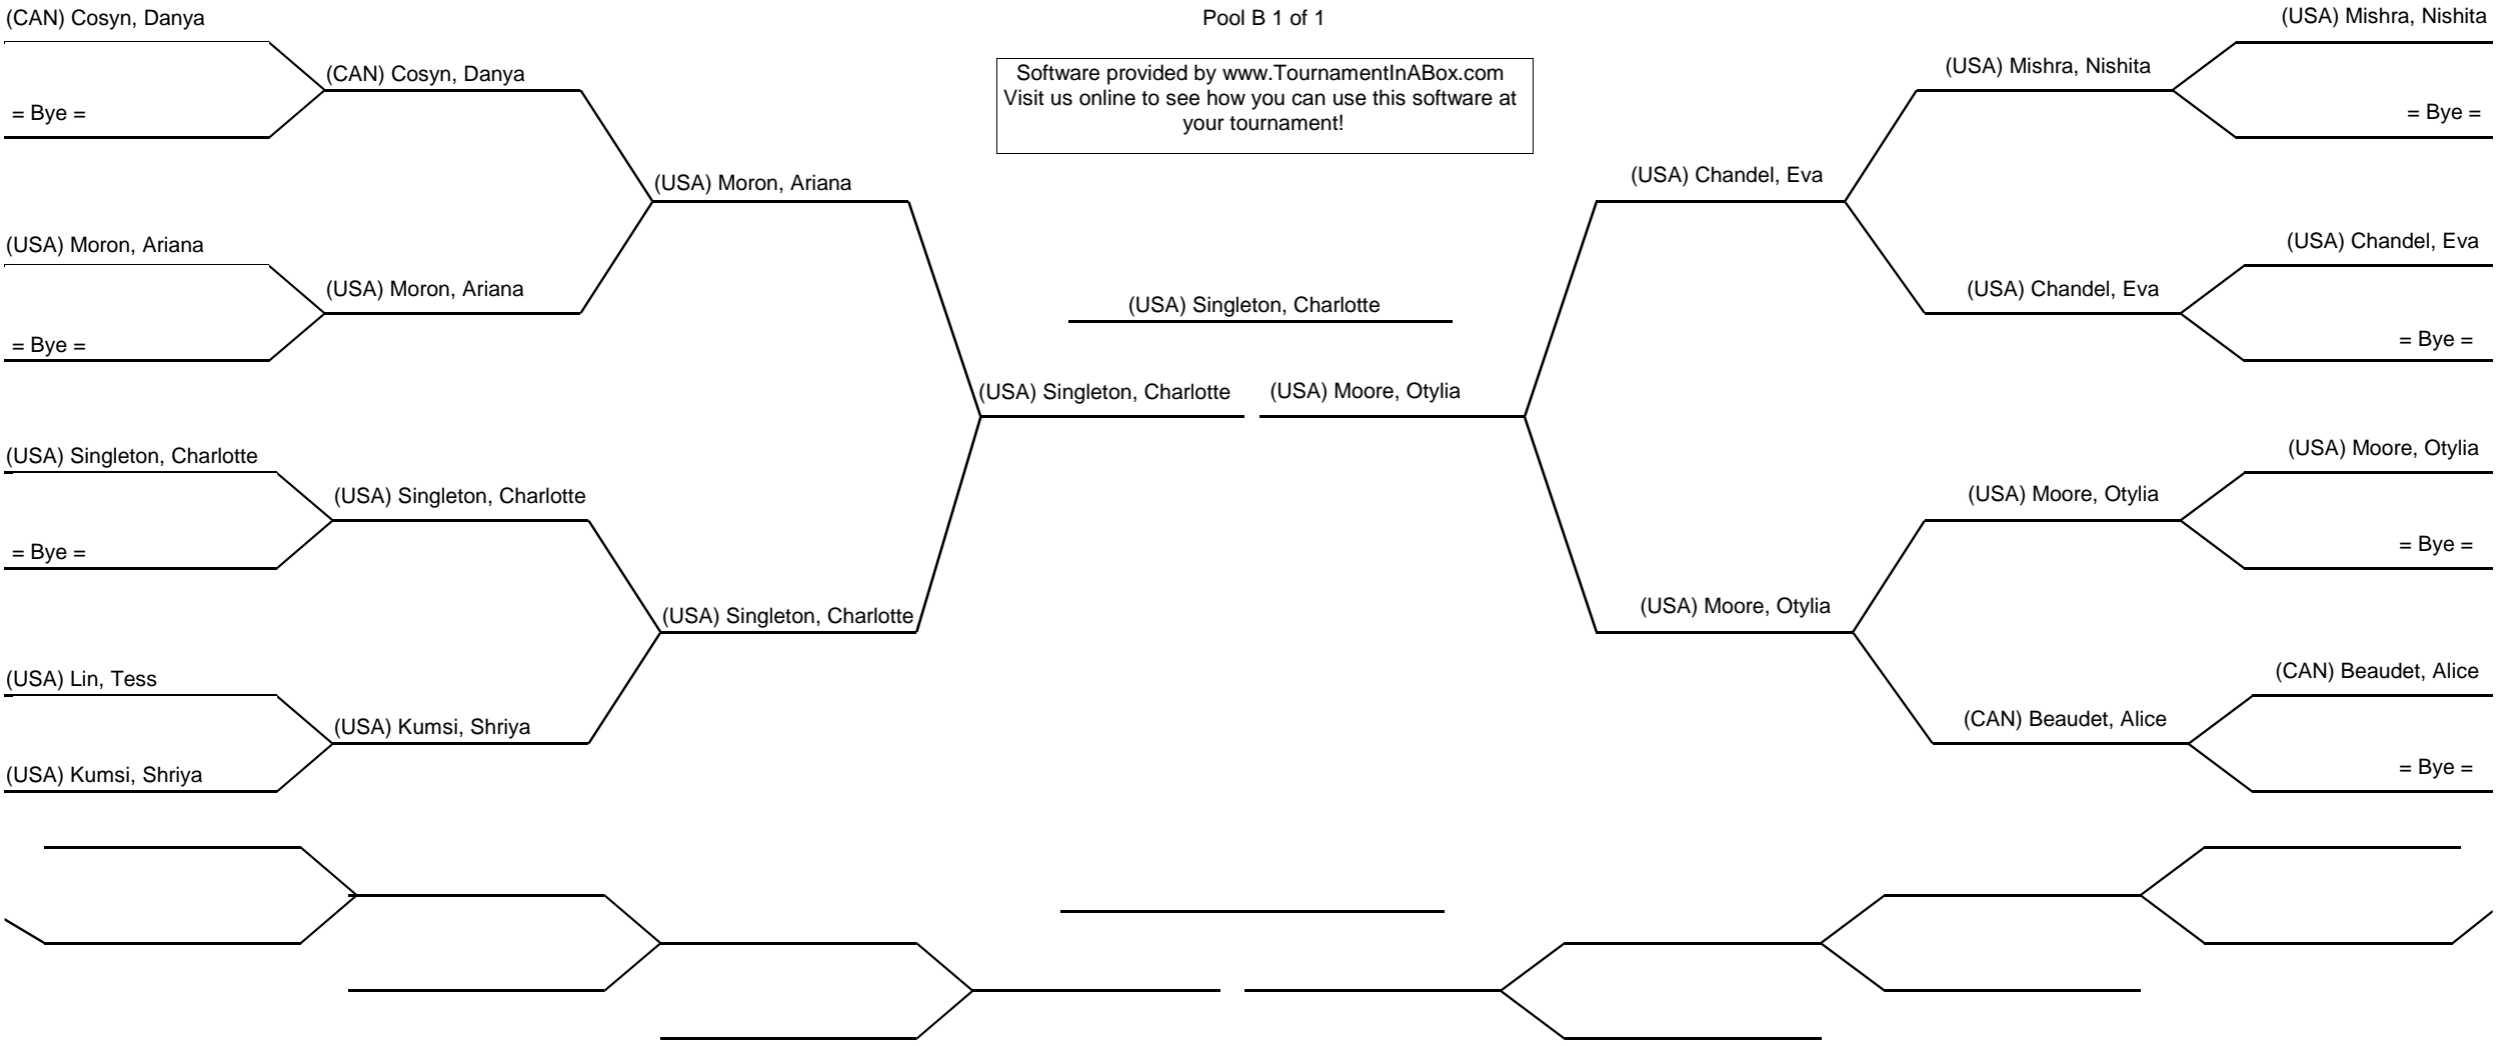 Pool B 1 of 1
Software provided by www.TournamentInABox.com
Visit us online to see how you can use this software at
your tournament!
(CAN) Cosyn, Danya
= Bye =
(USA) Moron, Ariana
= Bye =
(USA) Singleton, Charlotte
= Bye =
(USA) Lin, Tess
(USA) Kumsi, Shriya
(CAN) Cosyn, Danya
(USA) Moron, Ariana
(USA) Singleton, Charlotte
(USA) Kumsi, Shriya
(USA) Moron, Ariana
(USA) Singleton, Charlotte
(USA) Singleton, Charlotte
(USA) Singleton, Charlotte
(USA) Moore, Otylia
(USA) Chandel, Eva
(USA) Moore, Otylia
(USA) Mishra, Nishita
(USA) Chandel, Eva
(USA) Moore, Otylia
(CAN) Beaudet, Alice
(USA) Mishra, Nishita
= Bye =
(USA) Chandel, Eva
= Bye =
(USA) Moore, Otylia
= Bye =
(CAN) Beaudet, Alice
= Bye =